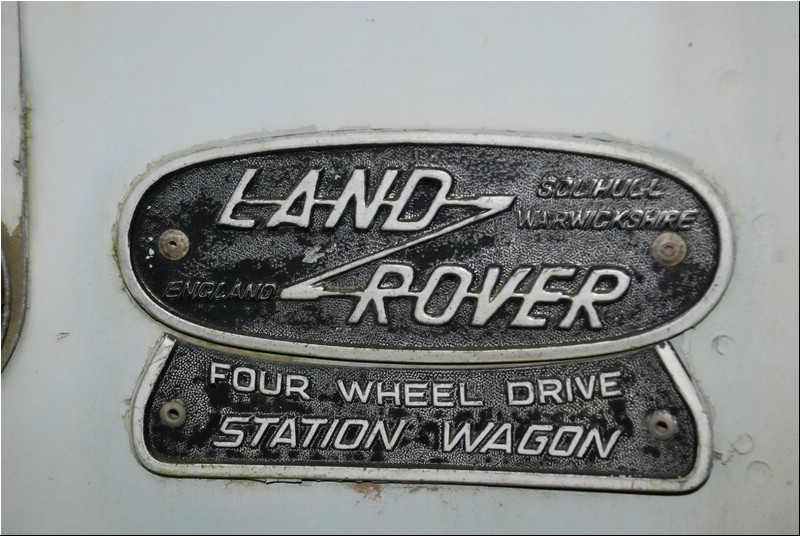 LAND
SOLIHULL
WARWICKSHIRE
ENGLAND
ROVER
FOUR WHEEL DRIVE
STATION WAGON